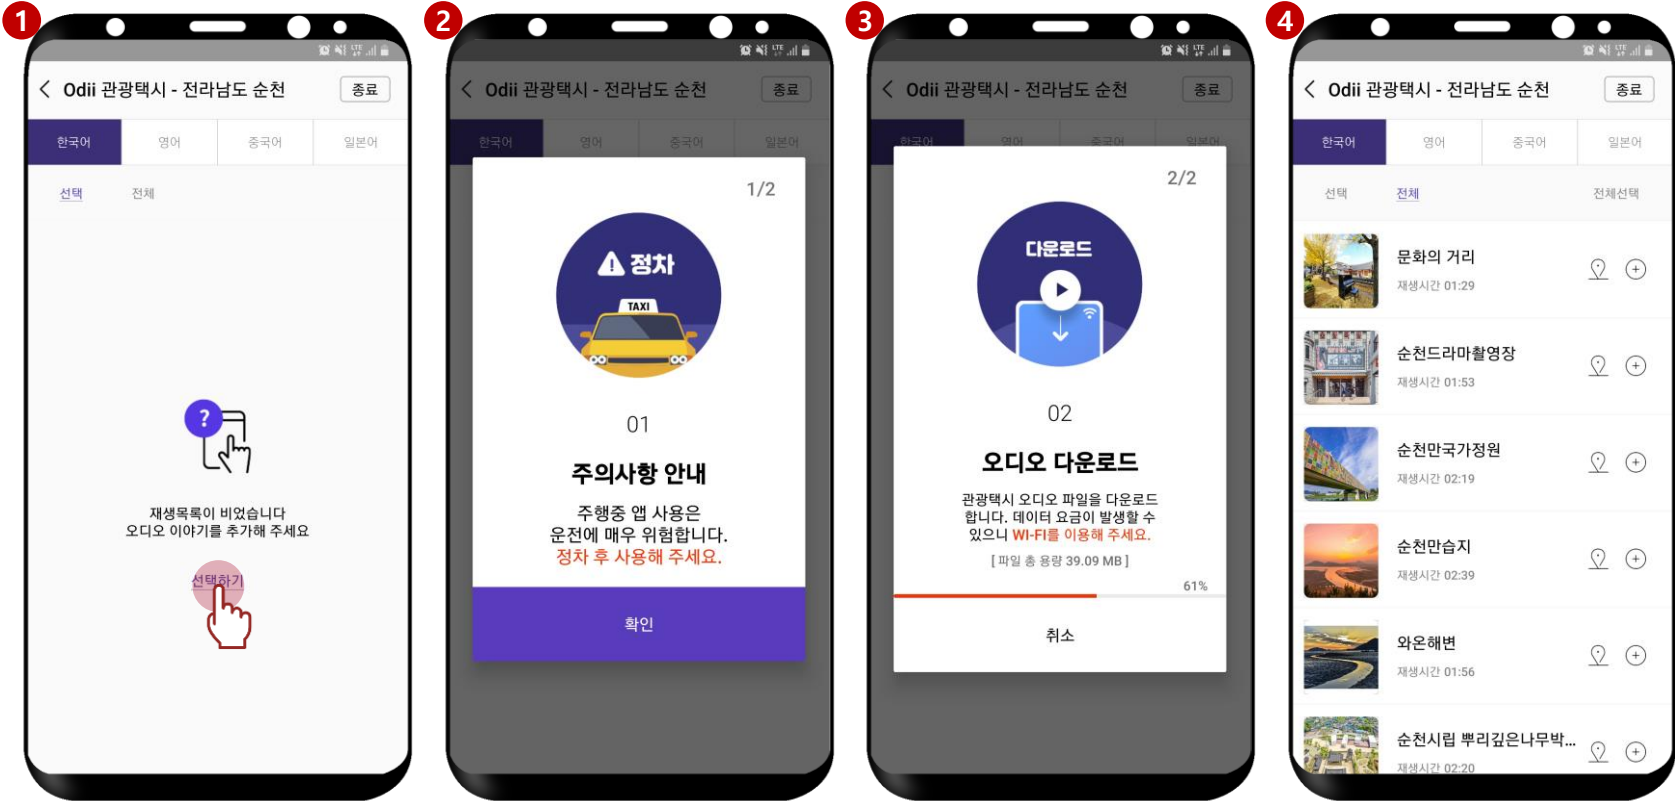 1
LTE
Odii 관광택시 - 전라남도 순천
종료
한국어
영어
중국어
일본어
선택
전체
?
재생목록이 비었습니다
오디오 이야기를 추가해 주세요
선택하기
2
LTE
Odii 관광택시 - 전라남도 순천
종료
한국어
영어
중국어
일본어
1/2
정차
TAXI
01
주의사항 안내
주행중 앱 사용은
운전에 매우 위험합니다.
정차 후 사용해 주세요.
확인
3
LTE
Odii 관광택시 - 전라남도 순천
종료
한국어
영어
중국어
일본어
2/2
다운로드
02
오디오 다운로드
관광택시 오디오 파일을 다운로드
합니다. 데이터 요금이 발생할 수
있으니 WI-FI를 이용해 주세요.
[ 파일 총 용량 39.09 MB ]
61%
취소
4
LTE
Odii 관광택시 - 전라남도 순천
종료
한국어
영어
중국어
일본어
선택
전체
전체선택
문화의 거리
재생시간 01:29
순천드라마촬영장
재생시간 01:53
순천만국가정원
재생시간 02:19
순천만습지
재생시간 02:39
와온해변
재생시간 01:56
순천시립 뿌리깊은나무박...
재생시간 02:20